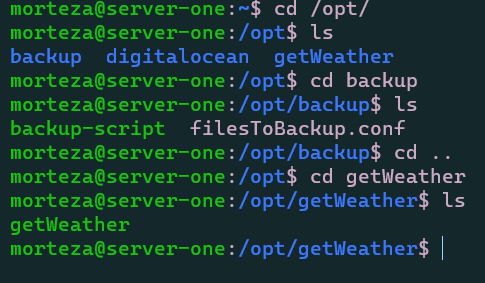 morteza@server-one:~$ cd /opt/
morteza@server-one:/opt$ ls
backup  digitalocean  getWeather
morteza@server-one:/opt$ cd backup
morteza@server-one:/opt/backup$ ls
backup-script  filesToBackup.conf
morteza@server-one:/opt/backup$ cd ..
morteza@server-one:/opt$ cd getWeather
morteza@server-one:/opt/getWeather$ ls
getWeather
morteza@server-one:/opt/getWeather$